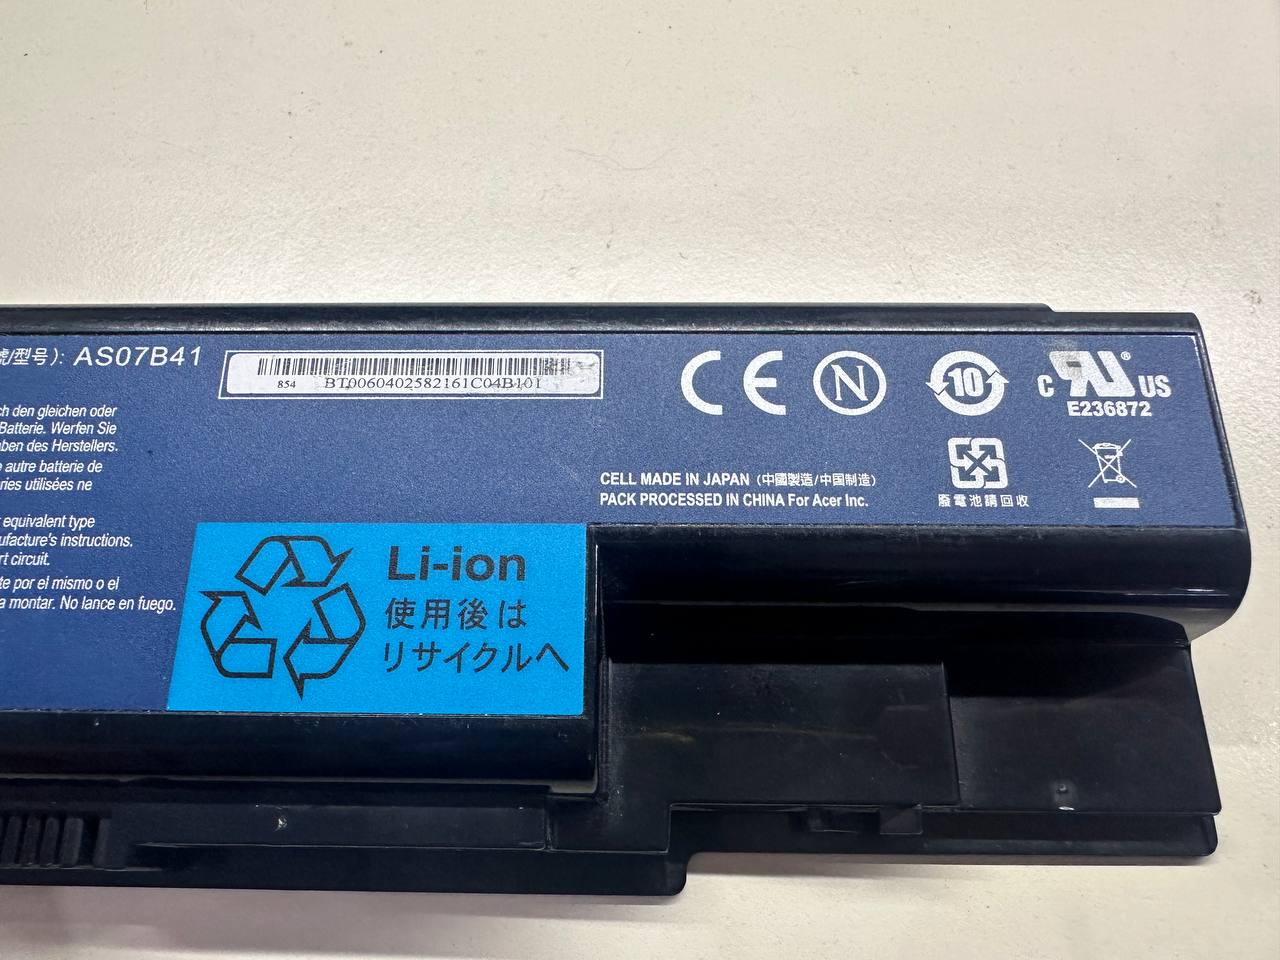 號/型号): AS07B41
854 BT0060402582161C04B101
ch den gleichen oder
Batterie. Werfen Sie
ben des Herstellers.
autre batterie de
ries utilisées ne
equivalent type
ufacture's instructions.
rt circuit.
te por el mismo o el
a montar. No lance en fuego.
CE N 10 C RU ® US
E236872
CELL MADE IN JAPAN (中國製造/中国制造)
PACK PROCESSED IN CHINA For Acer Inc.
廢電池請回收
Li-ion
使用後は
リサイクルへ